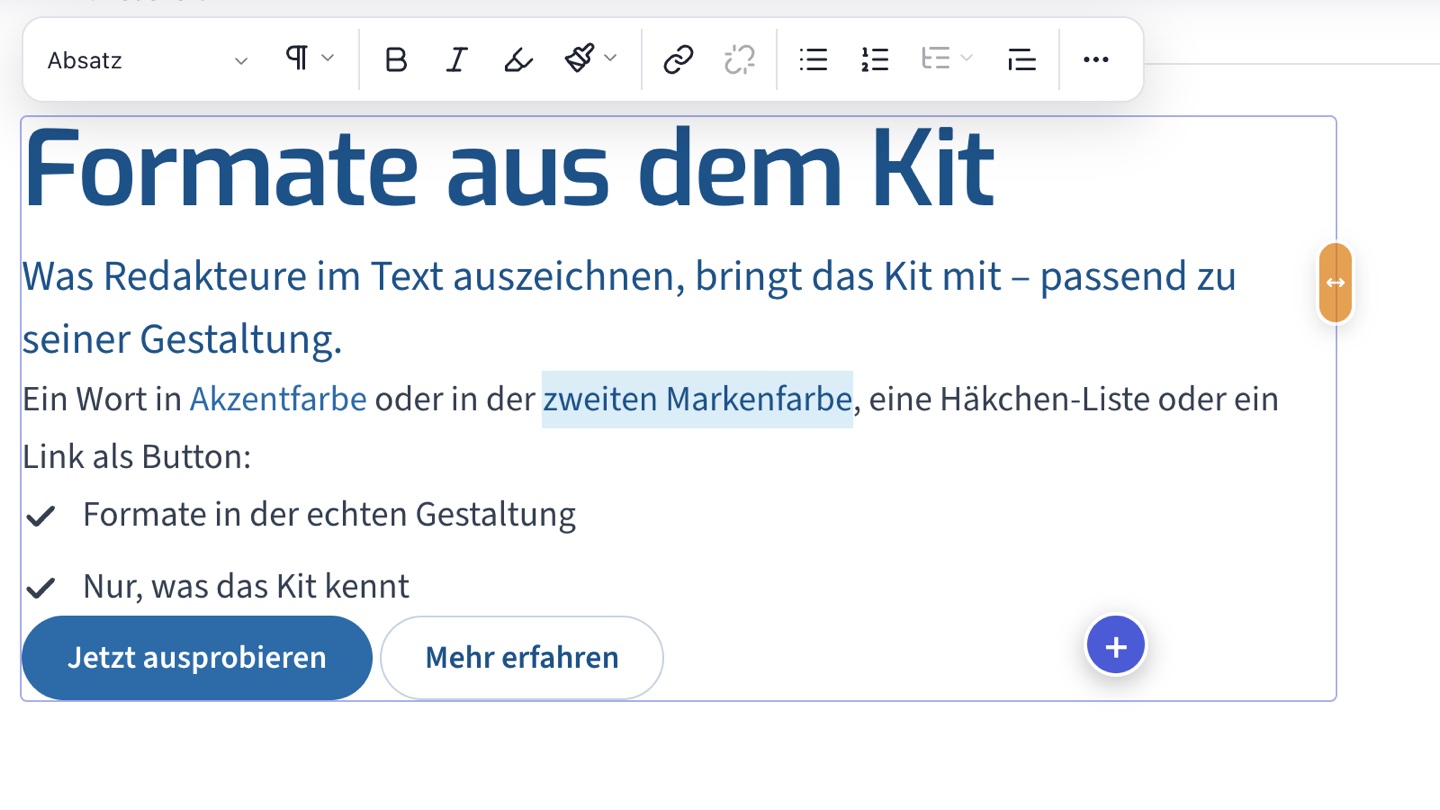 Absatz
Formate aus dem Kit
Was Redakteure im Text auszeichnen, bringt das Kit mit – passend zu
seiner Gestaltung.
Ein Wort in Akzentfarbe oder in der zweiten Markenfarbe, eine Häkchen-Liste oder ein
Link als Button:
Formate in der echten Gestaltung
Nur, was das Kit kennt
Jetzt ausprobieren Mehr erfahren